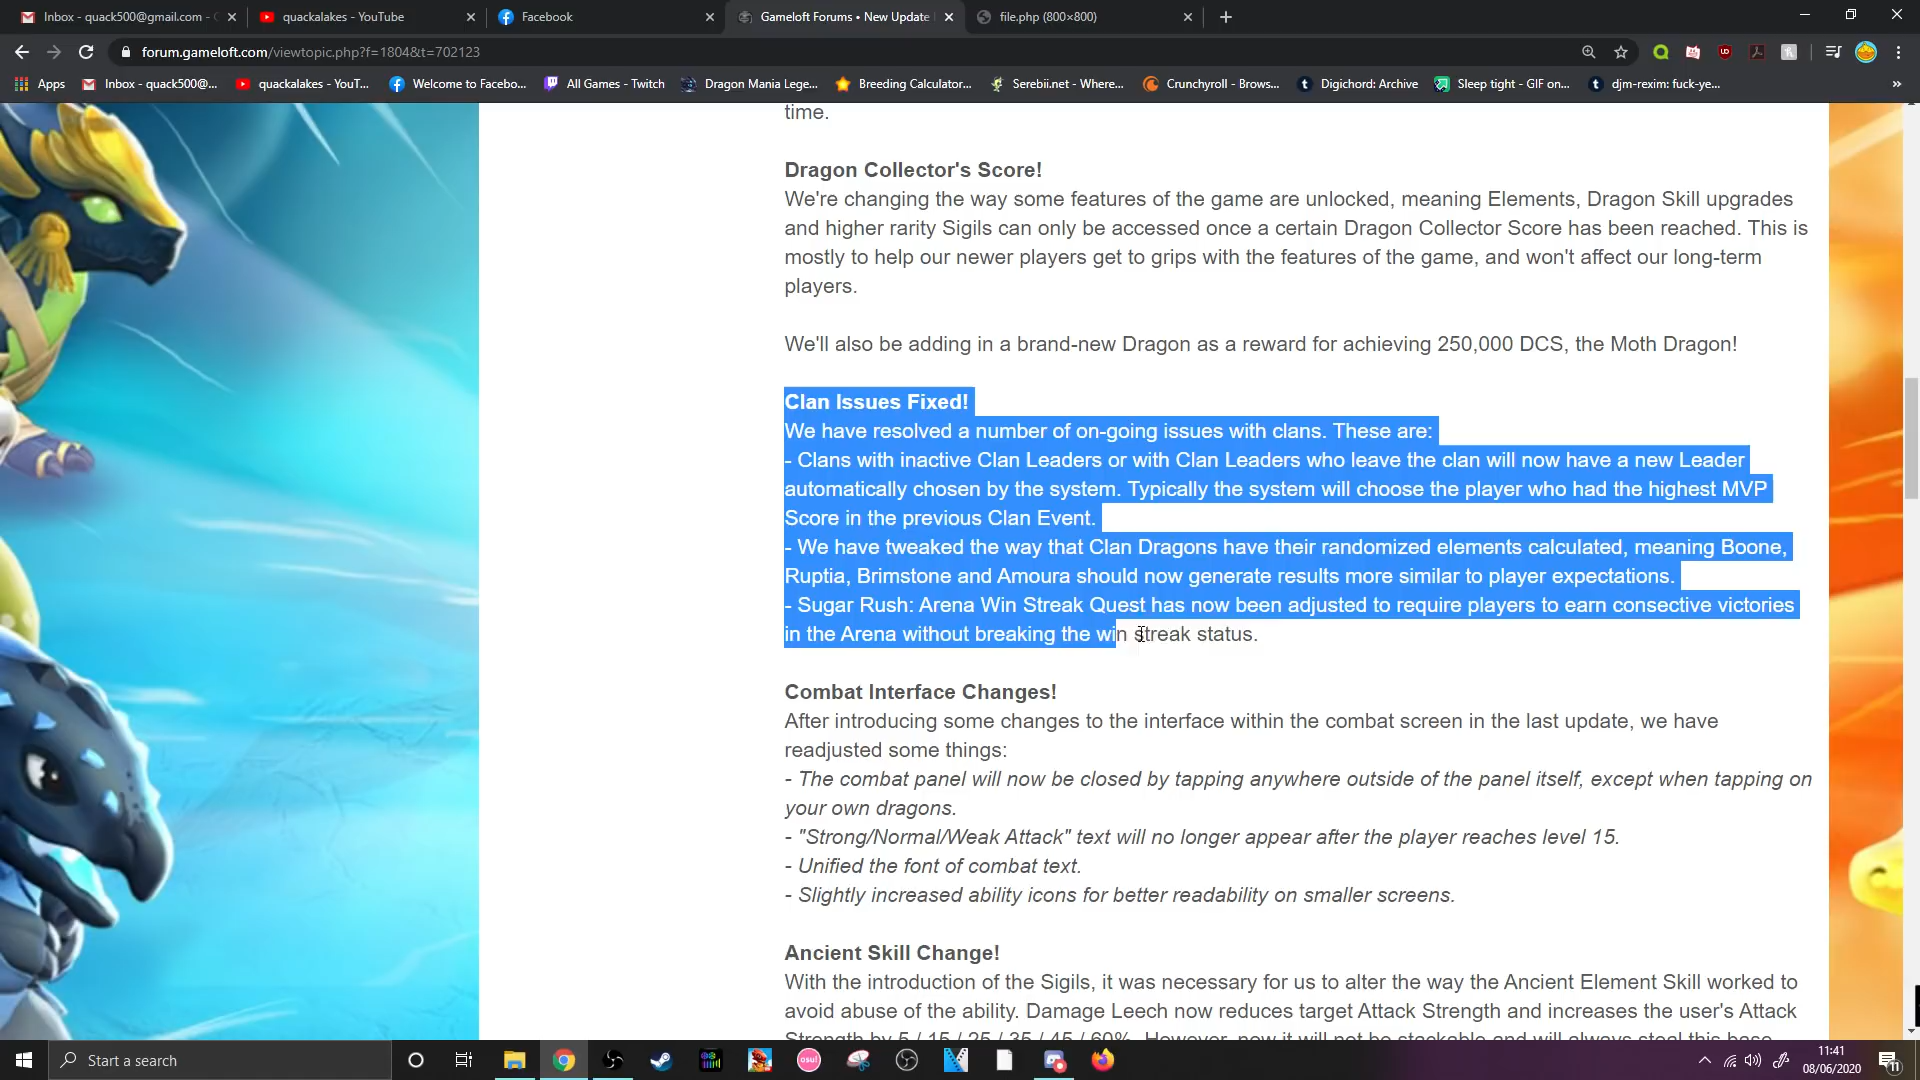 Inbox - quack500@gmail.com -
quackalakes - YouTube
Facebook
Gameloft Forums • New Update
file.php (800×800)
forum.gameloft.com/viewtopic.php?f=1804&t=702123
Apps
Inbox - quack500@...
quackalakes - YouT...
Welcome to Facebo...
All Games - Twitch
Dragon Mania Lege...
Breeding Calculator...
Serebii.net - Where...
Crunchyroll - Brows...
Digichord: Archive
Sleep tight - GIF on...
djm-rexim: fuck-ye...
»
time.
Dragon Collector's Score!
We're changing the way some features of the game are unlocked, meaning Elements, Dragon Skill upgrades
and higher rarity Sigils can only be accessed once a certain Dragon Collector Score has been reached. This is
mostly to help our newer players get to grips with the features of the game, and won't affect our long-term
players.
We'll also be adding in a brand-new Dragon as a reward for achieving 250,000 DCS, the Moth Dragon!
Clan Issues Fixed!
We have resolved a number of on-going issues with clans. These are:
- Clans with inactive Clan Leaders or with Clan Leaders who leave the clan will now have a new Leader
automatically chosen by the system. Typically the system will choose the player who had the highest MVP
Score in the previous Clan Event.
- We have tweaked the way that Clan Dragons have their randomized elements calculated, meaning Boone,
Ruptia, Brimstone and Amoura should now generate results more similar to player expectations.
- Sugar Rush: Arena Win Streak Quest has now been adjusted to require players to earn consective victories
in the Arena without breaking the win streak status.
Combat Interface Changes!
After introducing some changes to the interface within the combat screen in the last update, we have
readjusted some things:
- The combat panel will now be closed by tapping anywhere outside of the panel itself, except when tapping on
your own dragons.
- "Strong/Normal/Weak Attack" text will no longer appear after the player reaches level 15.
- Unified the font of combat text.
- Slightly increased ability icons for better readability on smaller screens.
Ancient Skill Change!
With the introduction of the Sigils, it was necessary for us to alter the way the Ancient Element Skill worked to
avoid abuse of the ability. Damage Leech now reduces target Attack Strength and increases the user's Attack
Strength by 5 / 15 / 25 / 35 / 45 / 60%. However, now it will not be stackable and will always steal this base
Start a search
osu!
11:41
08/06/2020
11